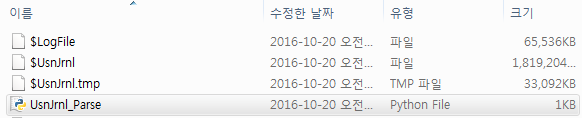 이름 수정한 날짜 유형 크기
$LogFile 2016-10-20 오전... 파일 65,536KB
$UsnJrnl 2016-10-20 오전... 파일 1,819,204...
$UsnJrnl.tmp 2016-10-20 오전... TMP 파일 33,092KB
UsnJrnl_Parse 2016-10-20 오전... Python File 1KB